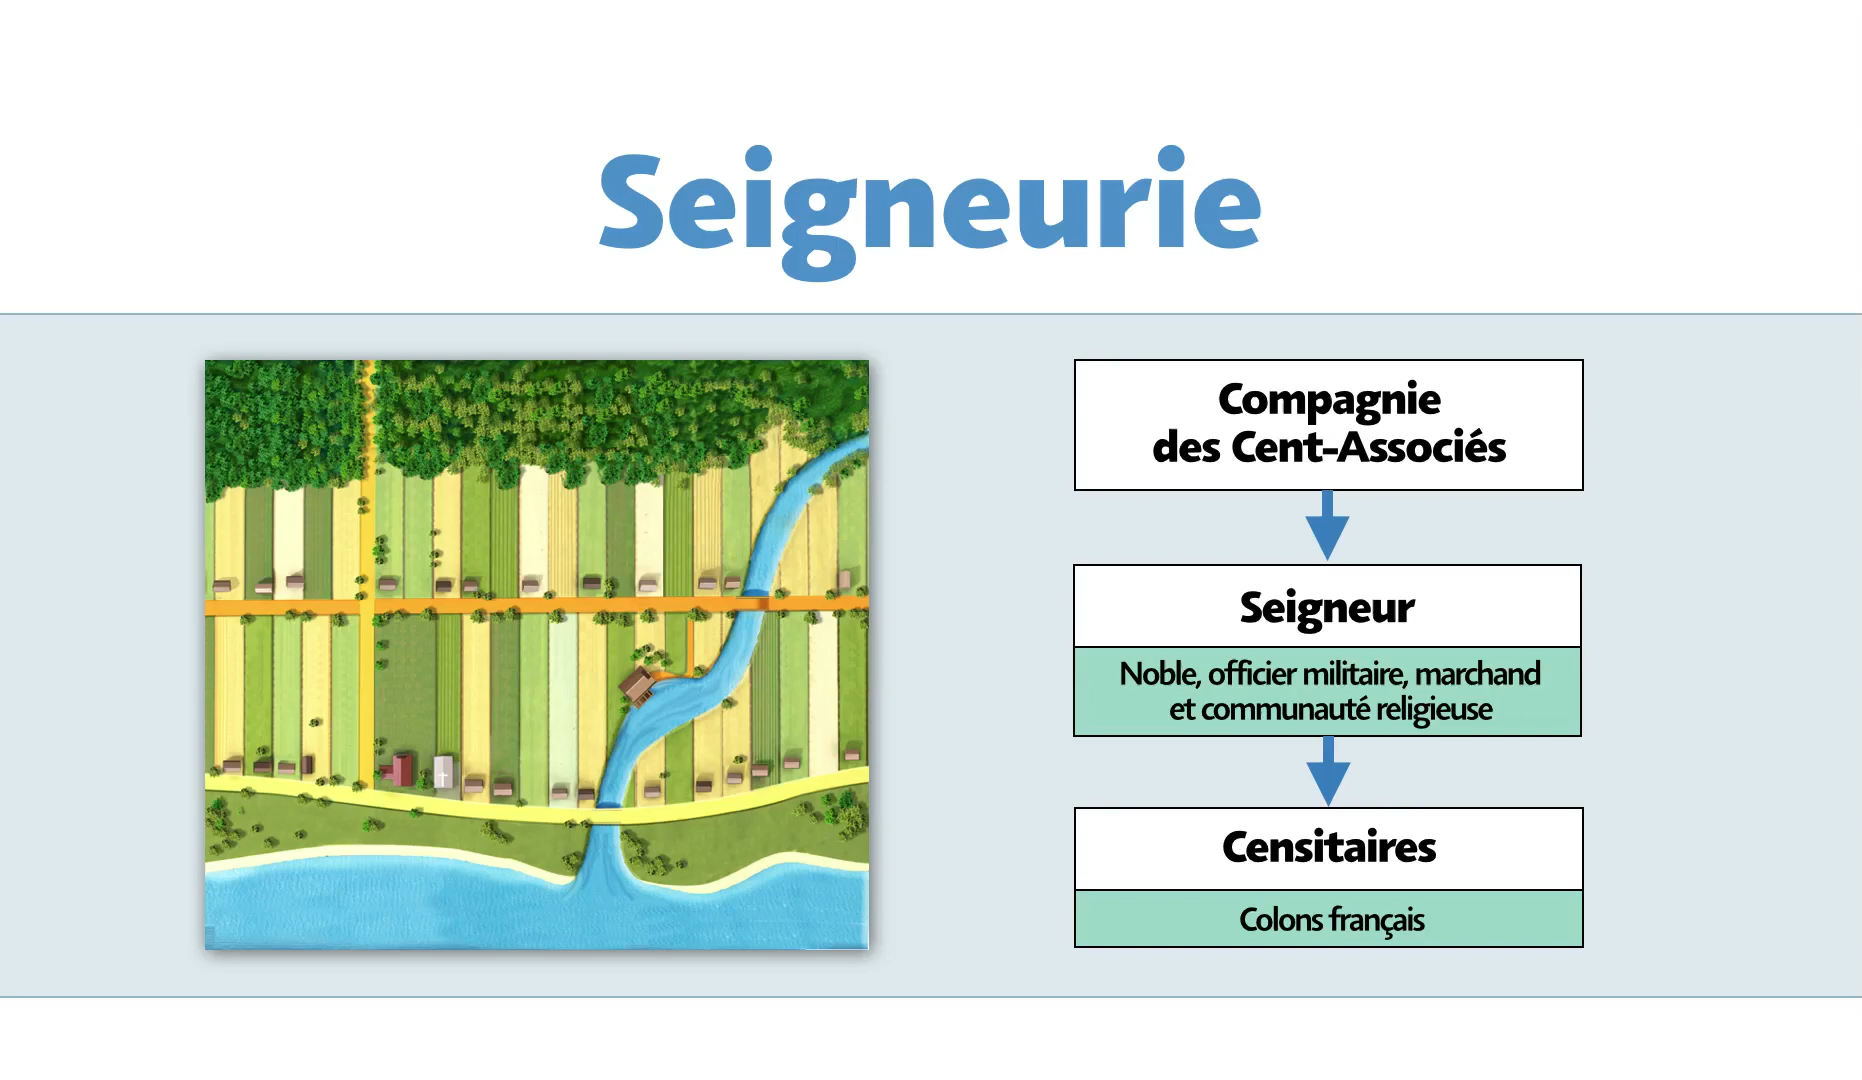 Seigneurie
Compagnie
des Cent-Associés
Seigneur
Noble, officier militaire, marchand
et communauté religieuse
Censitaires
Colons français